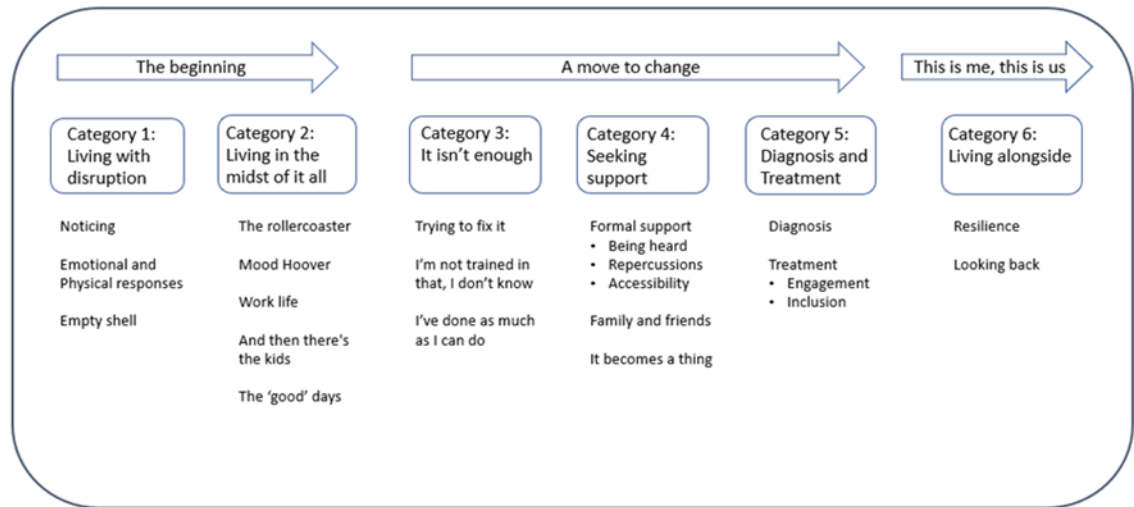 The beginning
A move to change
This is me, this is us
Category 1:
Living with
disruption
Category 2:
Living in the
midst of it all
Category 3:
It isn’t enough
Category 4:
Seeking
support
Category 5:
Diagnosis and
Treatment
Category 6:
Living alongside
Noticing
Emotional and
Physical responses
Empty shell
The rollercoaster
Mood Hoover
Work life
And then there's
the kids
The ‘good’ days
Trying to fix it
I’m not trained in
that, I don’t know
I’ve done as much
as I can do
Formal support
• Being heard
• Repercussions
• Accessibility
Family and friends
It becomes a thing
Diagnosis
Treatment
• Engagement
• Inclusion
Resilience
Looking back